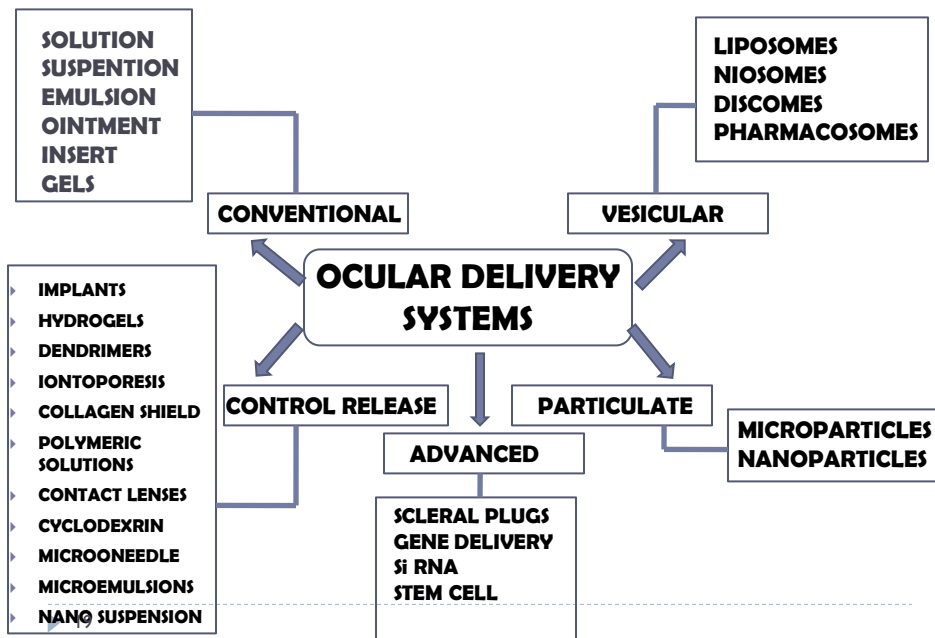 SOLUTION
SUSPENTION
EMULSION
OINTMENT
INSERT
GELS
LIPOSOMES
NIOSOMES
DISCOMES
PHARMACOSOMES
CONVENTIONAL
VESICULAR
OCULAR DELIVERY
SYSTEMS
IMPLANTS
HYDROGELS
DENDRIMERS
IONTOPORESIS
COLLAGEN SHIELD
POLYMERIC
SOLUTIONS
CONTACT LENSES
CYCLODEXRIN
MICROONEEDLE
MICROEMULSIONS
NANO SUSPENSION
CONTROL RELEASE
PARTICULATE
ADVANCED
MICROPARTICLES
NANOPARTICLES
SCLERAL PLUGS
GENE DELIVERY
Si RNA
STEM CELL
19